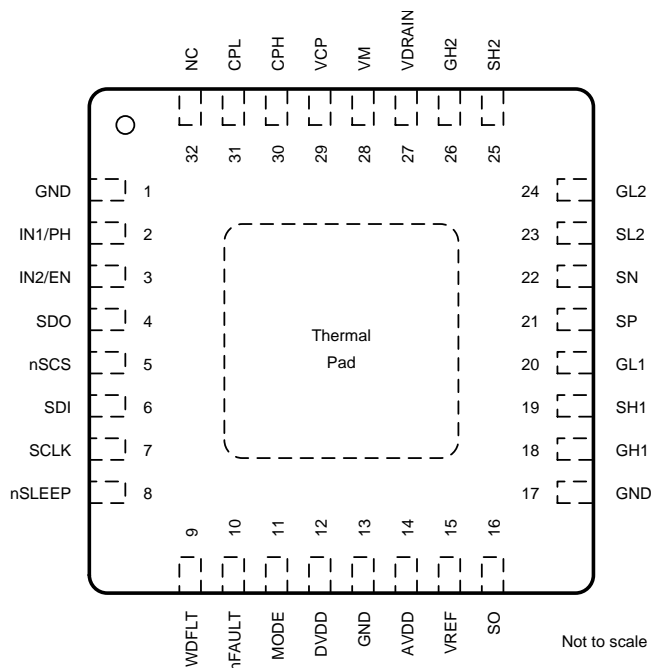 NC
CPL
CPH
VCP
VM
VDRAIN
GH2
SH2
32
31
30
29
28
27
26
25
GND 1
IN1/PH 2
IN2/EN 3
SDO 4
nSCS 5
SDI 6
SCLK 7
nSLEEP 8
24 GL2
23 SL2
22 SN
21 SP
20 GL1
19 SH1
18 GH1
17 GND
Thermal
Pad
9
10
11
12
13
14
15
16
WDFLT
nFAULT
MODE
DVDD
GND
AVDD
VREF
SO
Not to scale